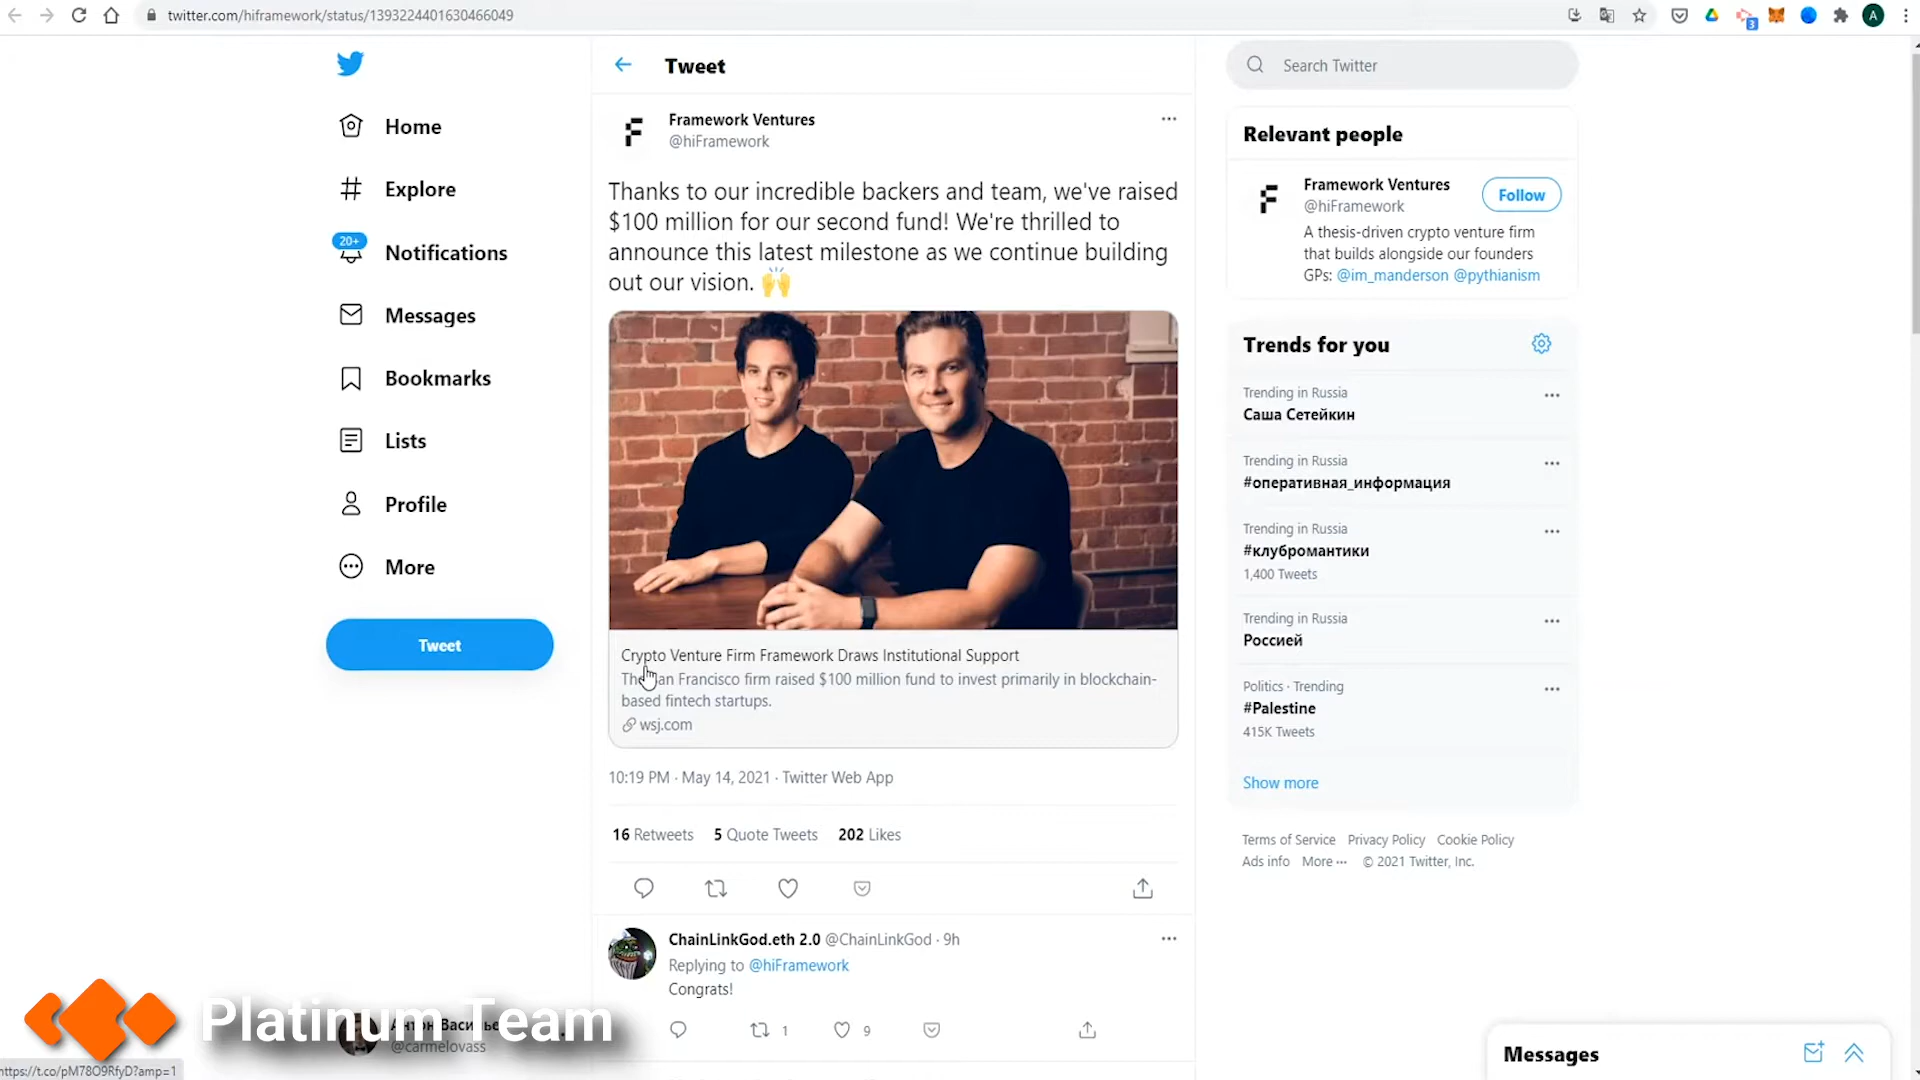 twitter.com/hiframework/status/1393224401630466049
3
A
Home
Explore
20+
Notifications
Messages
Bookmarks
Lists
Profile
More
Tweet
Tweet
Framework Ventures
@hiFramework
Thanks to our incredible backers and team, we've raised
$100 million for our second fund! We're thrilled to
announce this latest milestone as we continue building
out our vision. 🙌
Crypto Venture Firm Framework Draws Institutional Support
San Francisco firm raised $100 million fund to invest primarily in blockchain-
based fintech startups.
wsj.com
10:19 PM · May 14, 2021 · Twitter Web App
16 Retweets 5 Quote Tweets 202 Likes
ChainLinkGod.eth 2.0 @ChainLinkGod · 9h
Replying to @hiFramework
Congrats!
1 9
Search Twitter
Relevant people
Framework Ventures
@hiFramework
Follow
A thesis-driven crypto venture firm
that builds alongside our founders
GPs: @im_manderson @pythianism
Trends for you
Trending in Russia
Саша Сетейкин
Trending in Russia
#оперативная_информация
Trending in Russia
#клубромантики
1,400 Tweets
Trending in Russia
Россией
Politics · Trending
#Palestine
415K Tweets
Show more
Terms of Service Privacy Policy Cookie Policy
Ads info More ··· © 2021 Twitter, Inc.
Messages
Platinum Team
@carmelovass
https://t.co/pM78O9RfyD?amp=1